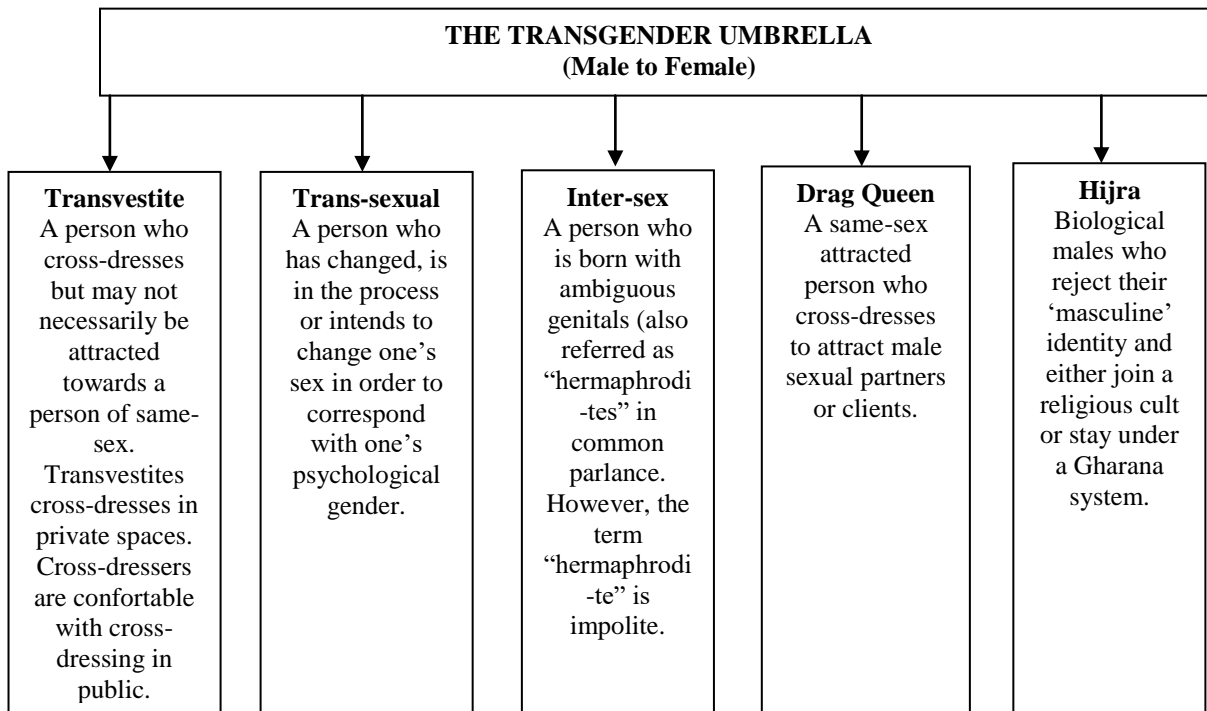 THE TRANSGENDER UMBRELLA
(Male to Female)
Transvestite
A person who
cross-dresses
but may not
necessarily be
attracted
towards a
person of same-
sex.
Transvestites
cross-dresses in
private spaces.
Cross-dressers
are confortable
with cross-
dressing in
public.
Trans-sexual
A person who
has changed, is
in the process
or intends to
change one's
sex in order to
correspond
with one's
psychological
gender.
Inter-sex
A person who
is born with
ambiguous
genitals (also
referred as
“hermaphrodi
-tes” in
common
parlance.
However, the
term
“hermaphrodi
-te” is
impolite.
Drag Queen
A same-sex
attracted
person who
cross-dresses
to attract male
sexual partners
or clients.
Hijra
Biological
males who
reject their
‘masculine’
identity and
either join a
religious cult
or stay under
a Gharana
system.